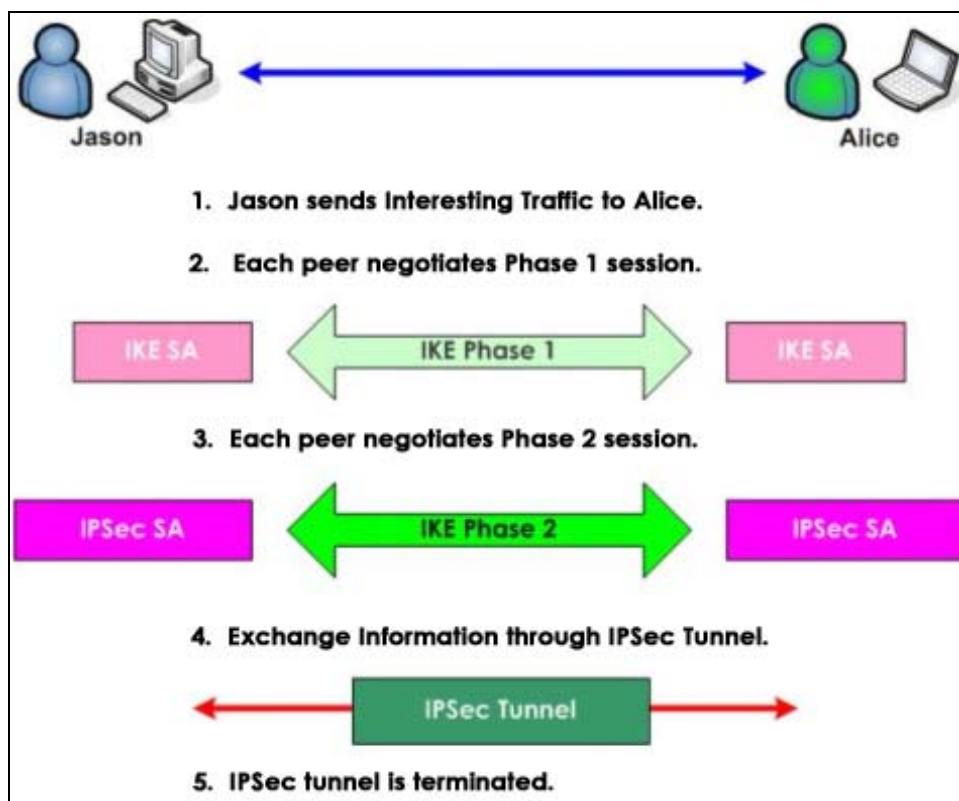 Jason
Alice
1. Jason sends Interesting Traffic to Alice.
2. Each peer negotiates Phase 1 session.
IKE SA
IKE Phase 1
IKE SA
3. Each peer negotiates Phase 2 session.
IPSec SA
IKE Phase 2
IPSec SA
4. Exchange Information through IPSec Tunnel.
IPSec Tunnel
5. IPSec tunnel is terminated.